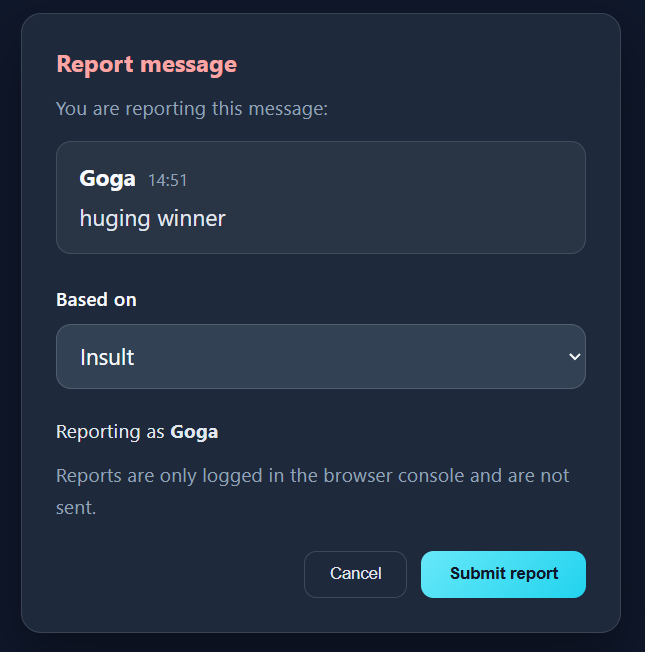 Report message
You are reporting this message:
Goga 14:51
huging winner
Based on
Insult
Reporting as Goga
Reports are only logged in the browser console and are not
sent.
Cancel Submit report